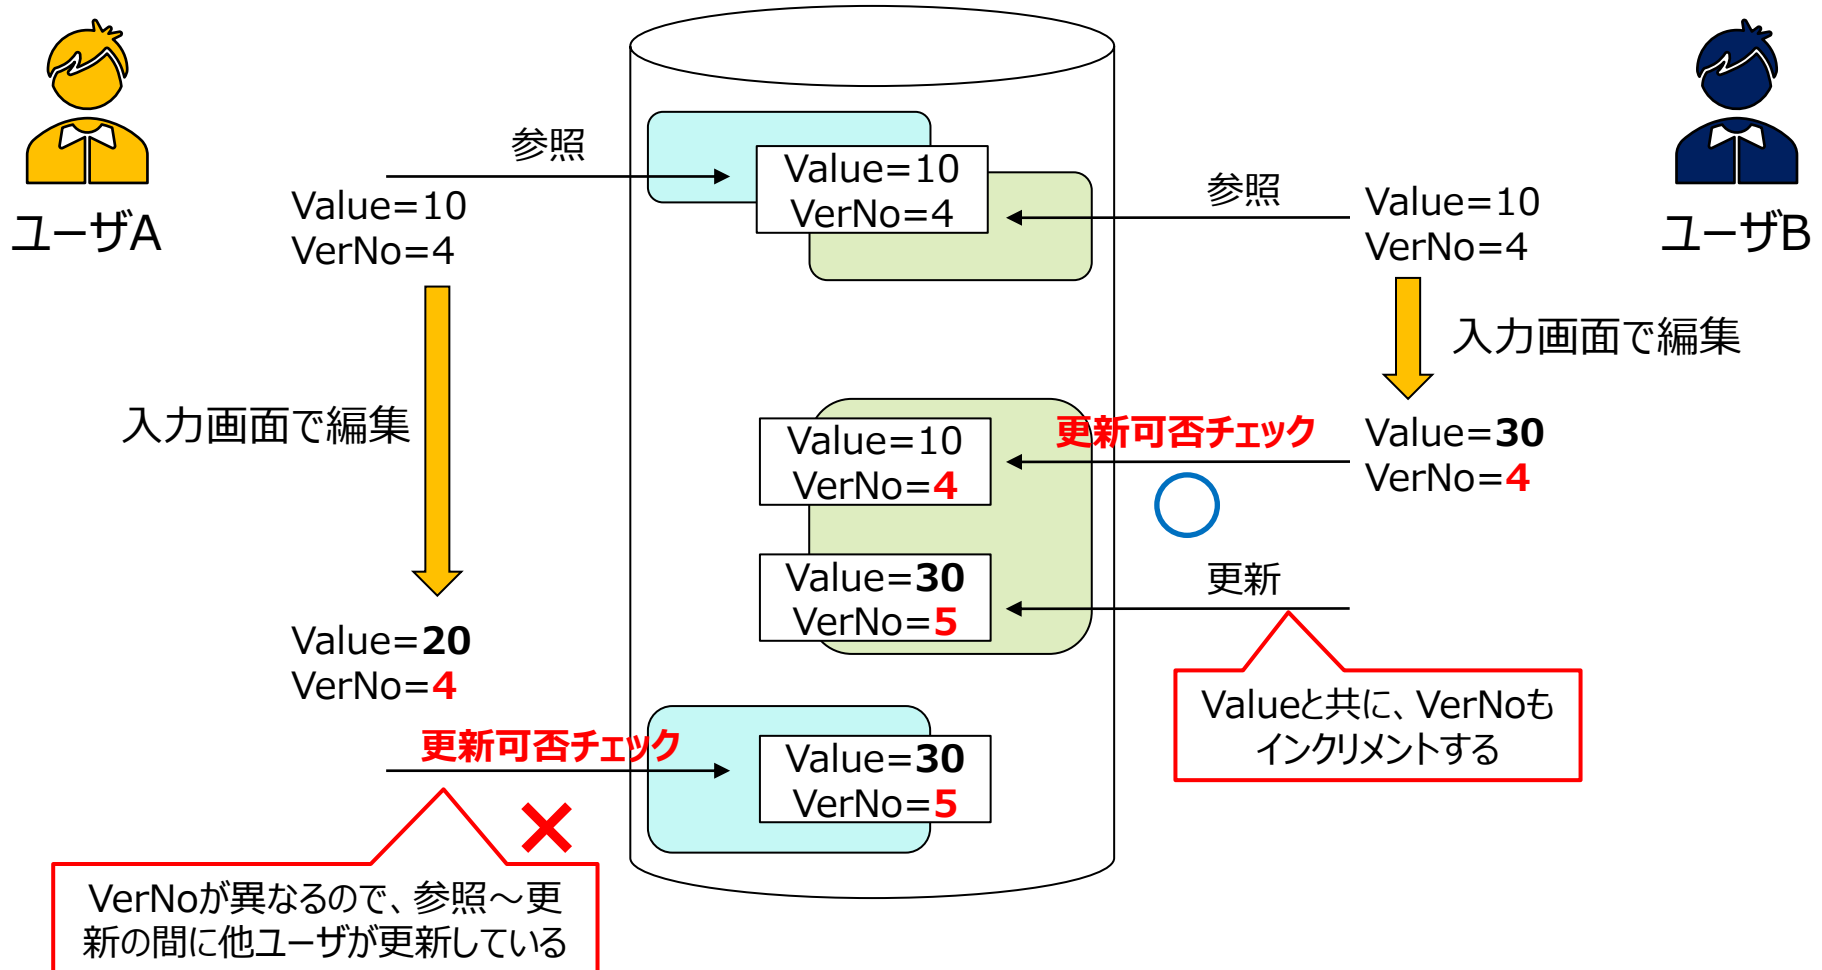 参照
Value=10
VerNo=4
ユーザA
Value=10
VerNo=4
参照
Value=10
VerNo=4
ユーザB
入力画面で編集
入力画面で編集
Value=10
VerNo=4
更新可否チェック
Value=30
VerNo=4
Value=30
VerNo=5
更新
Value=20
VerNo=4
Valueと共に、VerNoも
インクリメントする
更新可否チェック
Value=30
VerNo=5
VerNoが異なるので、参照～更
新の間に他ユーザが更新している